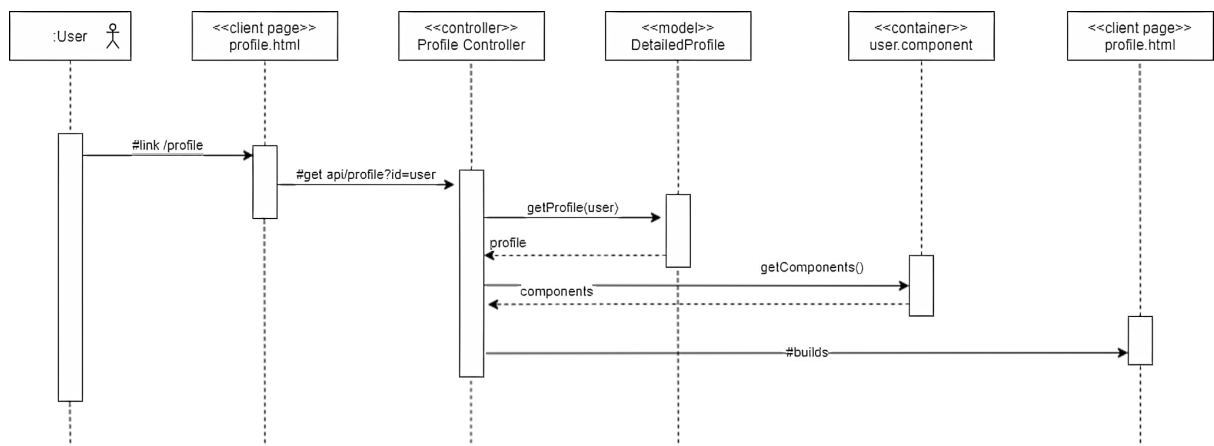 :User
<<client page>>
profile.html
<<controller>>
Profile Controller
<<model>>
DetailedProfile
<<container>>
user.component
<<client page>>
profile.html
#link /profile
#get api/profile?id=user
getProfile(user)
profile
getComponents()
components
#builds